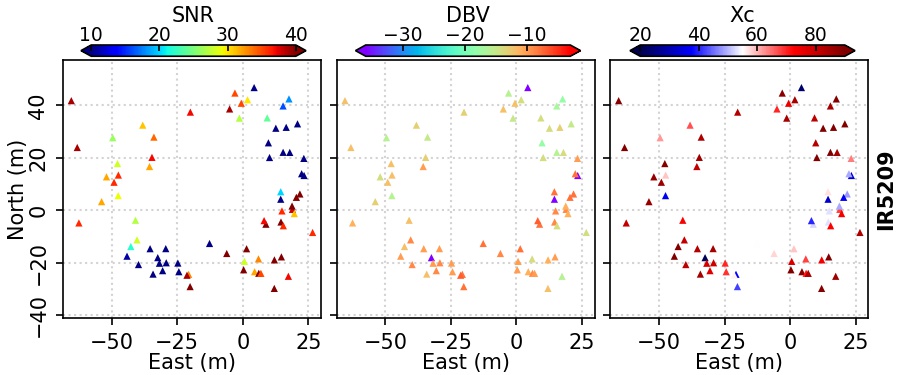 SNR DBV Xc
10 20 30 40 −30 −20 −10 20 40 60 80
40
20
0
−20
−40
North (m)
IR5209
−50 −25 0 25 −50 −25 0 25 −50 −25 0 25
East (m) East (m) East (m)